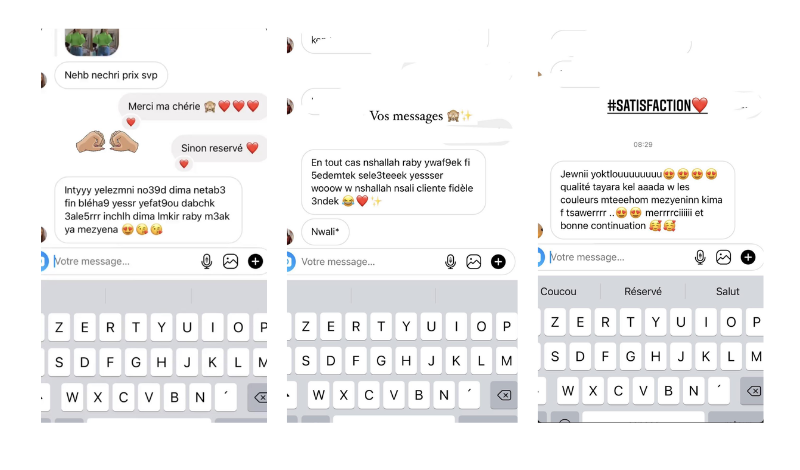 Nehb nechri prix svp
Merci ma chérie 🙈❤️❤️❤️
❤️
Sinon reservé ❤️
❤️
Intyyy yelezmni no39d dima netab3
fin bléha9 yessr yefat9ou dabchk
3ale5rrr inchlh dima lmkir raby m3ak
ya mezyena 😍😘😘
Votre message...
Z E R T Y U I O P
S D F G H J K L M
W X C V B N ´
Vos messages 🙈✨
En tout cas nshallah raby ywaf9ek fi
5edemtek sele3teeek yessser
wooow w nshallah nsali cliente fidèle
3ndek 😂❤️✨
Nwali*
Votre message...
Z E R T Y U I O P
S D F G H J K L M
W X C V B N ´
#SATISFACTION❤️
08:29
Jewnii yoktlouuuuuuuu😍😍😍😍
qualité tayara kel aaada w les
couleurs mteeehom mezyeninn kima
f tsawerrrr ..😍😍 merrrrciiiiii et
bonne continuation 🥰🥰
Votre message...
Coucou Réservé Salut
Z E R T Y U I O P
S D F G H J K L M
W X C V B N ´